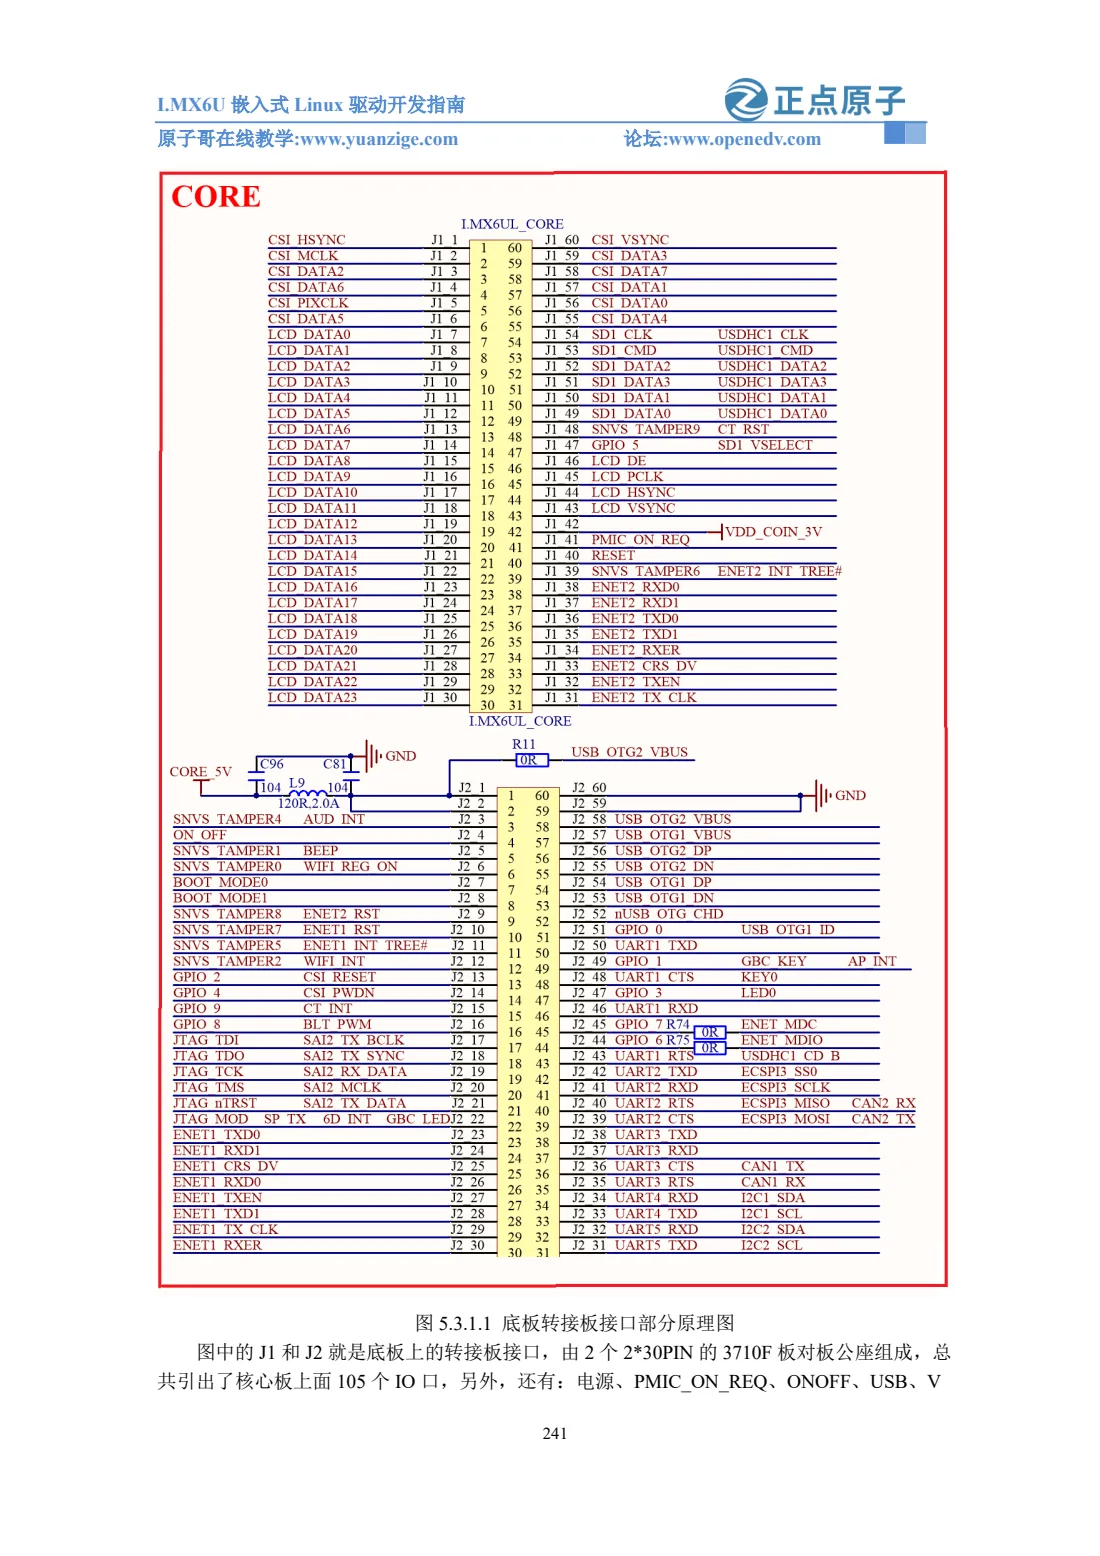 I.MX6U 嵌入式 Linux 驱动开发指南
正点原子
原子哥在线教学:www.yuanzige.com 论坛:www.openedv.com
CORE
I.MX6UL_CORE
CSI_HSYNC J1_1 1 60 J1_60 CSI_VSYNC
CSI_MCLK J1_2 2 59 J1_59 CSI_DATA3
CSI_DATA2 J1_3 3 58 J1_58 CSI_DATA7
CSI_DATA6 J1_4 4 57 J1_57 CSI_DATA1
CSI_PIXCLK J1_5 5 56 J1_56 CSI_DATA0
CSI_DATA5 J1_6 6 55 J1_55 CSI_DATA4
LCD_DATA0 J1_7 7 54 J1_54 SD1_CLK USDHC1_CLK
LCD_DATA1 J1_8 8 53 J1_53 SD1_CMD USDHC1_CMD
LCD_DATA2 J1_9 9 52 J1_52 SD1_DATA2 USDHC1_DATA2
LCD_DATA3 J1_10 10 51 J1_51 SD1_DATA3 USDHC1_DATA3
LCD_DATA4 J1_11 11 50 J1_50 SD1_DATA1 USDHC1_DATA1
LCD_DATA5 J1_12 12 49 J1_49 SD1_DATA0 USDHC1_DATA0
LCD_DATA6 J1_13 13 48 J1_48 SNVS_TAMPER9 CT_RST
LCD_DATA7 J1_14 14 47 J1_47 GPIO_5 SD1_VSELECT
LCD_DATA8 J1_15 15 46 J1_46 LCD_DE
LCD_DATA9 J1_16 16 45 J1_45 LCD_PCLK
LCD_DATA10 J1_17 17 44 J1_44 LCD_HSYNC
LCD_DATA11 J1_18 18 43 J1_43 LCD_VSYNC
LCD_DATA12 J1_19 19 42 J1_42 VDD_COIN_3V
LCD_DATA13 J1_20 20 41 J1_41 PMIC_ON_REQ
LCD_DATA14 J1_21 21 40 J1_40 RESET
LCD_DATA15 J1_22 22 39 J1_39 SNVS_TAMPER6 ENET2_INT_TREE#
LCD_DATA16 J1_23 23 38 J1_38 ENET2_RXD0
LCD_DATA17 J1_24 24 37 J1_37 ENET2_RXD1
LCD_DATA18 J1_25 25 36 J1_36 ENET2_TXD0
LCD_DATA19 J1_26 26 35 J1_35 ENET2_TXD1
LCD_DATA20 J1_27 27 34 J1_34 ENET2_RXER
LCD_DATA21 J1_28 28 33 J1_33 ENET2_CRS_DV
LCD_DATA22 J1_29 29 32 J1_32 ENET2_TXEN
LCD_DATA23 J1_30 30 31 J1_31 ENET2_TX_CLK
I.MX6UL_CORE
R11
0R USB_OTG2_VBUS
C96 C81 GND
CORE_5V
104 L9 104
120R,2.0A
J2_1 1 60 J2_60 GND
J2_2 2 59 J2_59
SNVS_TAMPER4 AUD_INT J2_3 3 58 J2_58 USB_OTG2_VBUS
ON_OFF J2_4 4 57 J2_57 USB_OTG1_VBUS
SNVS_TAMPER1 BEEP J2_5 5 56 J2_56 USB_OTG2_DP
SNVS_TAMPER0 WIFI_REG_ON J2_6 6 55 J2_55 USB_OTG2_DN
BOOT_MODE0 J2_7 7 54 J2_54 USB_OTG1_DP
BOOT_MODE1 J2_8 8 53 J2_53 USB_OTG1_DN
SNVS_TAMPER8 ENET2_RST J2_9 9 52 J2_52 nUSB_OTG_CHD
SNVS_TAMPER7 ENET1_RST J2_10 10 51 J2_51 GPIO_0 USB_OTG1_ID
SNVS_TAMPER5 ENET1_INT_TREE# J2_11 11 50 J2_50 UART1_TXD
SNVS_TAMPER2 WIFI_INT J2_12 12 49 J2_49 GPIO_1 GBC_KEY AP_INT
GPIO_2 CSI_RESET J2_13 13 48 J2_48 UART1_CTS KEY0
GPIO_4 CSI_PWDN J2_14 14 47 J2_47 GPIO_3 LED0
GPIO_9 CT_INT J2_15 15 46 J2_46 UART1_RXD
GPIO_8 BLT_PWM J2_16 16 45 J2_45 GPIO_7 R74 0R ENET_MDC
JTAG_TDI SAI2_TX_BCLK J2_17 17 44 J2_44 GPIO_6 R75 0R ENET_MDIO
JTAG_TDO SAI2_TX_SYNC J2_18 18 43 J2_43 UART1_RTS USDHC1_CD_B
JTAG_TCK SAI2_RX_DATA J2_19 19 42 J2_42 UART2_TXD ECSPI3_SS0
JTAG_TMS SAI2_MCLK J2_20 20 41 J2_41 UART2_RXD ECSPI3_SCLK
JTAG_nTRST SAI2_TX_DATA J2_21 21 40 J2_40 UART2_RTS ECSPI3_MISO CAN2_RX
JTAG_MOD SP_TX 6D_INT GBC_LED J2_22 22 39 J2_39 UART2_CTS ECSPI3_MOSI CAN2_TX
ENET1_TXD0 J2_23 23 38 J2_38 UART3_TXD
ENET1_RXD1 J2_24 24 37 J2_37 UART3_RXD
ENET1_CRS_DV J2_25 25 36 J2_36 UART3_CTS CAN1_TX
ENET1_RXD0 J2_26 26 35 J2_35 UART3_RTS CAN1_RX
ENET1_TXEN J2_27 27 34 J2_34 UART4_RXD I2C1_SDA
ENET1_TXD1 J2_28 28 33 J2_33 UART4_TXD I2C1_SCL
ENET1_TX_CLK J2_29 29 32 J2_32 UART5_RXD I2C2_SDA
ENET1_RXER J2_30 30 31 J2_31 UART5_TXD I2C2_SCL
图 5.3.1.1 底板转接板接口部分原理图
图中的 J1 和 J2 就是底板上的转接板接口，由 2 个 2*30PIN 的 3710F 板对板公座组成，总
共引出了核心板上面 105 个 IO 口，另外，还有：电源、PMIC_ON_REQ、ONOFF、USB、V
241